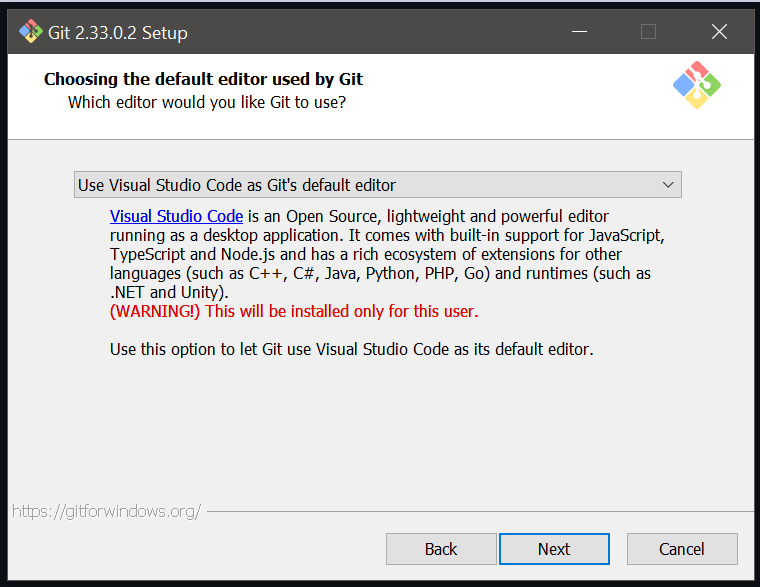 Git 2.33.0.2 Setup
Choosing the default editor used by Git
Which editor would you like Git to use?
Use Visual Studio Code as Git's default editor
Visual Studio Code is an Open Source, lightweight and powerful editor
running as a desktop application. It comes with built-in support for JavaScript,
TypeScript and Node.js and has a rich ecosystem of extensions for other
languages (such as C++, C#, Java, Python, PHP, Go) and runtimes (such as
.NET and Unity).
(WARNING!) This will be installed only for this user.
Use this option to let Git use Visual Studio Code as its default editor.
https://gitforwindows.org/
Back Next Cancel